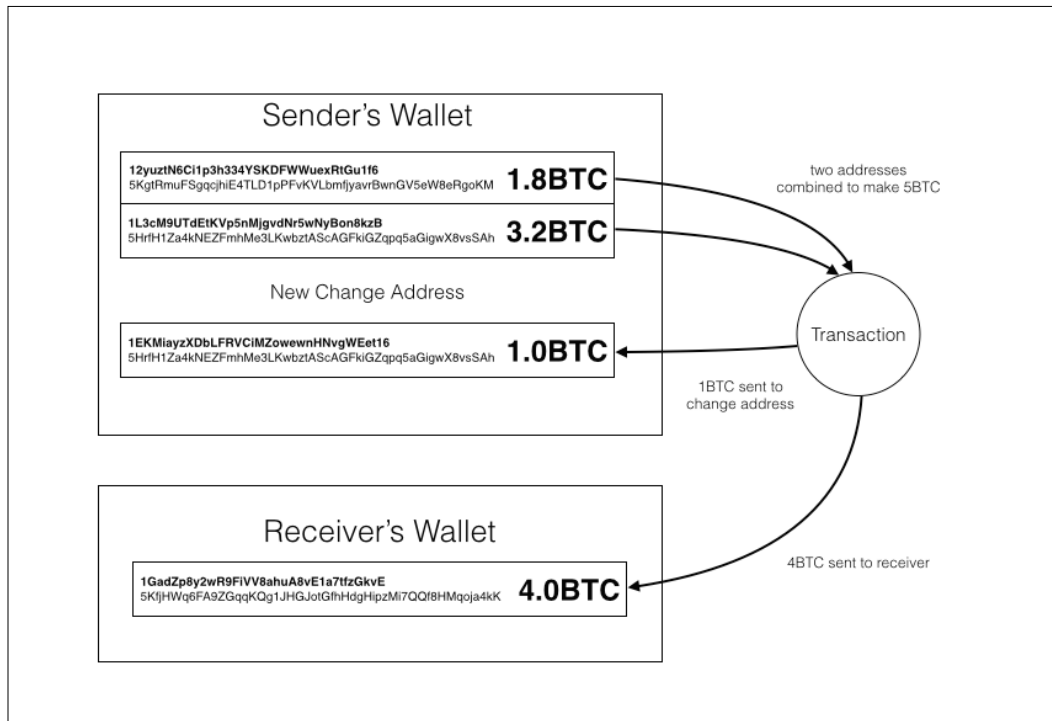 Sender's Wallet
12yuztN6Ci1p3h334YSKDFWWuexRtGu1f6
5KgtRmuFSgqcjhiE4TLD1pPFvKVLbmfjyavrBwnGV5eW8eRgoKM
1.8BTC
1L3cM9UTdEtKVp5nMjgvdNr5wNyBon8kzB
5HrfH1Za4kNEZFmhMe3LKwbztAScAGFkiGZqpq5aGigwX8vsSAh
3.2BTC
two addresses
combined to make 5BTC
New Change Address
1EKMiayzXDbLFRVCiMZowewnHNvgWEet16
5HrfH1Za4kNEZFmhMe3LKwbztAScAGFkiGZqpq5aGigwX8vsSAh
1.0BTC
Transaction
1BTC sent to
change address
Receiver's Wallet
1GadZp8y2wR9FiVV8ahuA8vE1a7tfzGkvE
5KfjHWq6FA9ZGqqKQg1JHGJotGfhHdgHipzMi7QQf8HMqoja4kK
4.0BTC
4BTC sent to receiver